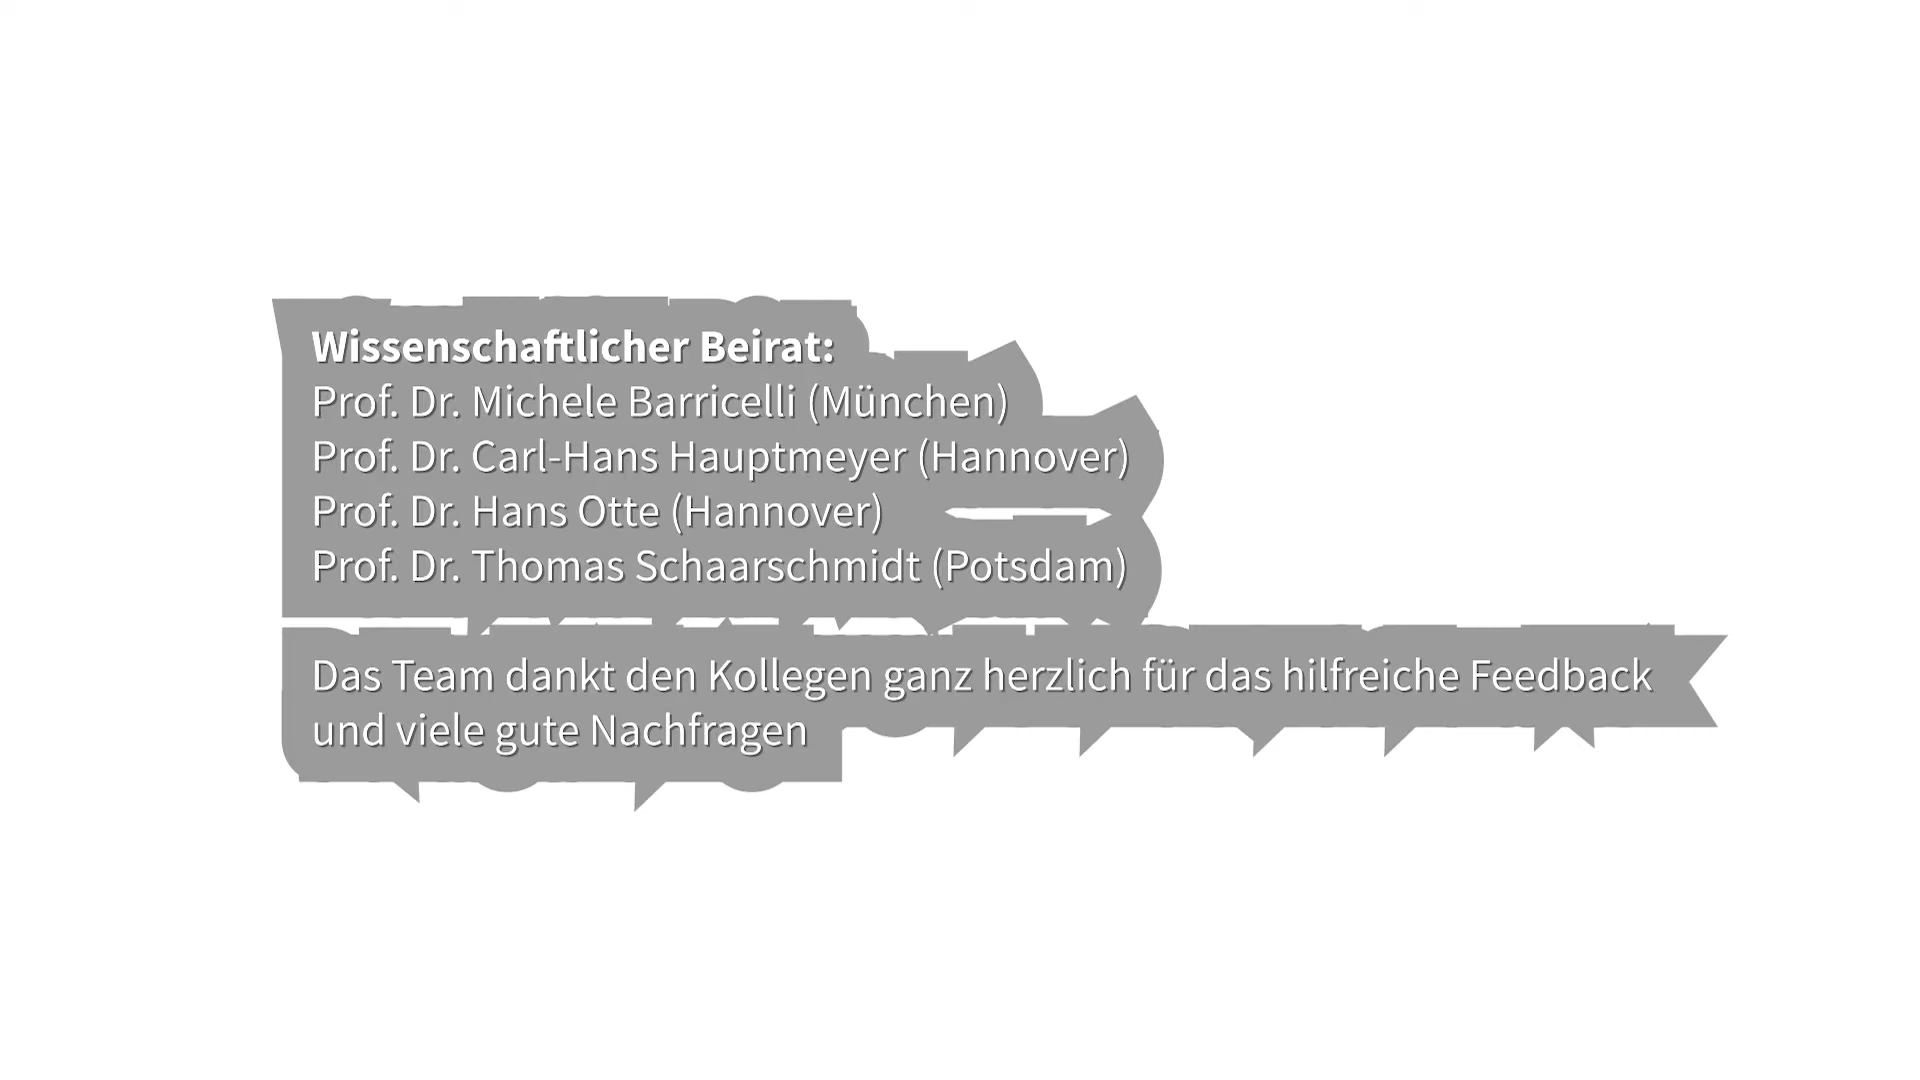 Wissenschaftlicher Beirat:
Prof. Dr. Michele Barricelli (München)
Prof. Dr. Carl-Hans Hauptmeyer (Hannover)
Prof. Dr. Hans Otte (Hannover)
Prof. Dr. Thomas Schaarschmidt (Potsdam)
Das Team dankt den Kollegen ganz herzlich für das hilfreiche Feedback
und viele gute Nachfragen